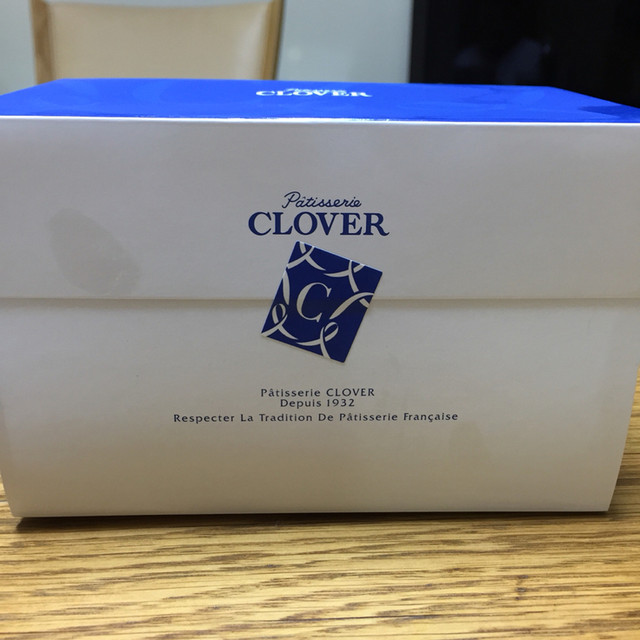 CLOVER
Pâtisserie
CLOVER
C
Pâtisserie CLOVER
Depuis 1932
Respecter La Tradition De Pâtisserie Française